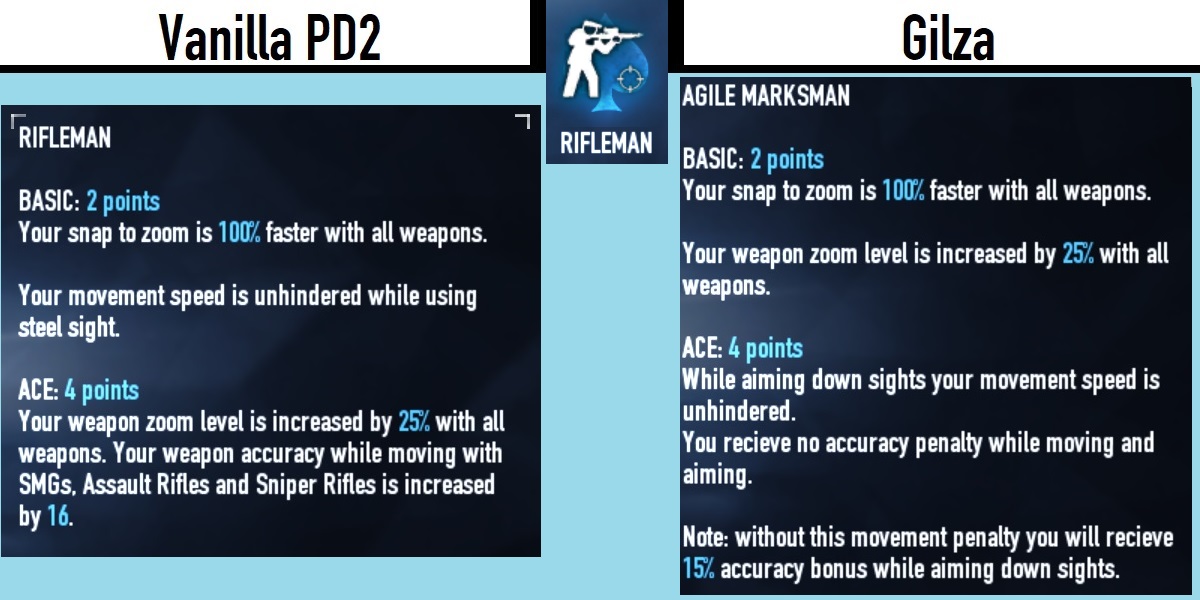 Vanilla PD2
RIFLEMAN
BASIC: 2 points
Your snap to zoom is 100% faster with all weapons.
Your movement speed is unhindered while using
steel sight.
ACE: 4 points
Your weapon zoom level is increased by 25% with all
weapons. Your weapon accuracy while moving with
SMGs, Assault Rifles and Sniper Rifles is increased
by 16.
RIFLEMAN
Gilza
AGILE MARKSMAN
BASIC: 2 points
Your snap to zoom is 100% faster with all weapons.
Your weapon zoom level is increased by 25% with all
weapons.
ACE: 4 points
While aiming down sights your movement speed is
unhindered.
You recieve no accuracy penalty while moving and
aiming.
Note: without this movement penalty you will recieve
15% accuracy bonus while aiming down sights.